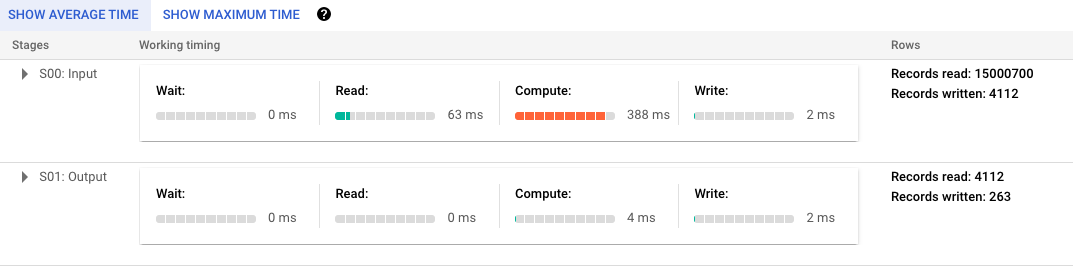 SHOW AVERAGE TIME SHOW MAXIMUM TIME ?
Stages Working timing Rows
S00: Input
Wait: Read: Compute: Write:
0 ms 63 ms 388 ms 2 ms
Records read: 15000700
Records written: 4112
S01: Output
Wait: Read: Compute: Write:
0 ms 0 ms 4 ms 2 ms
Records read: 4112
Records written: 263